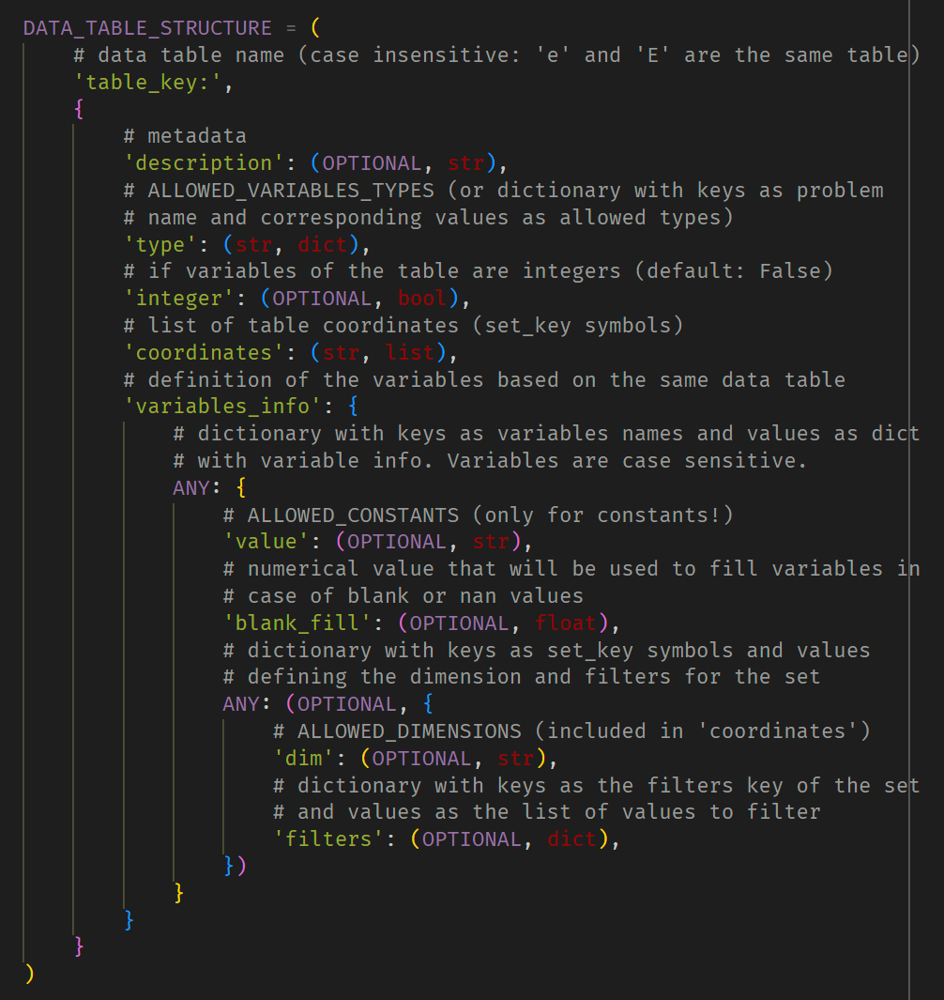 DATA_TABLE_STRUCTURE = (
    # data table name (case insensitive: 'e' and 'E' are the same table)
    'table_key:',
    {
        # metadata
        'description': (OPTIONAL, str),
        # ALLOWED_VARIABLES_TYPES (or dictionary with keys as problem
        # name and corresponding values as allowed types)
        'type': (str, dict),
        # if variables of the table are integers (default: False)
        'integer': (OPTIONAL, bool),
        # list of table coordinates (set_key symbols)
        'coordinates': (str, list),
        # definition of the variables based on the same data table
        'variables_info': {
            # dictionary with keys as variables names and values as dict
            # with variable info. Variables are case sensitive.
            ANY: {
                # ALLOWED_CONSTANTS (only for constants!)
                'value': (OPTIONAL, str),
                # numerical value that will be used to fill variables in
                # case of blank or nan values
                'blank_fill': (OPTIONAL, float),
                # dictionary with keys as set_key symbols and values
                # defining the dimension and filters for the set
                ANY: (OPTIONAL, {
                    # ALLOWED_DIMENSIONS (included in 'coordinates')
                    'dim': (OPTIONAL, str),
                    # dictionary with keys as the filters key of the set
                    # and values as the list of values to filter
                    'filters': (OPTIONAL, dict),
                })
            }
        }
    }
)